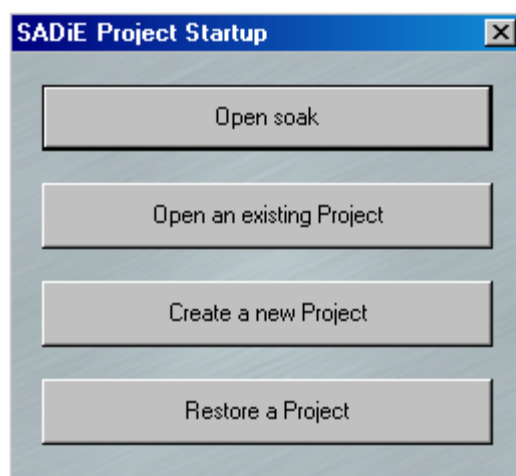 SADiE Project Startup
Open soak
Open an existing Project
Create a new Project
Restore a Project